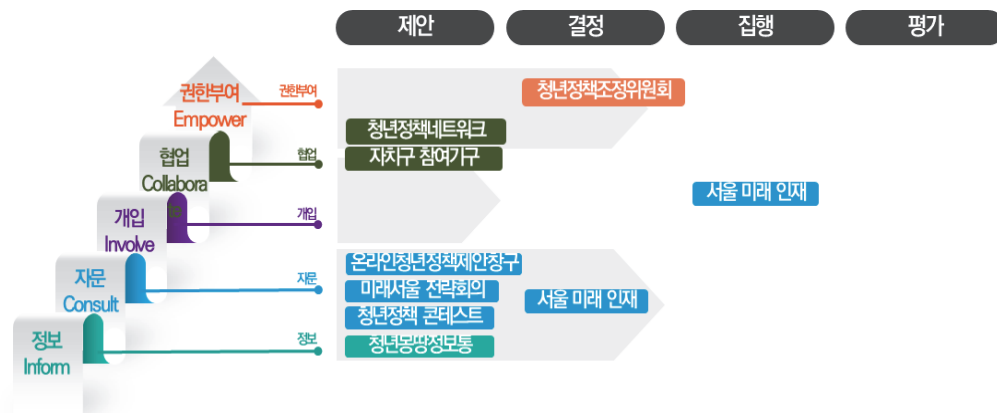 제안
결정
집행
평가
권한부여
Empower
권한부여
청년정책조정위원회
청년정책네트워크
협업
Collabora
te
협업
자치구 참여기구
서울 미래 인재
개입
Involve
개입
온라인청년정책제안창구
자문
Consult
자문
미래서울 전략회의
서울 미래 인재
청년정책 콘테스트
정보
Inform
정보
청년몽땅정보통